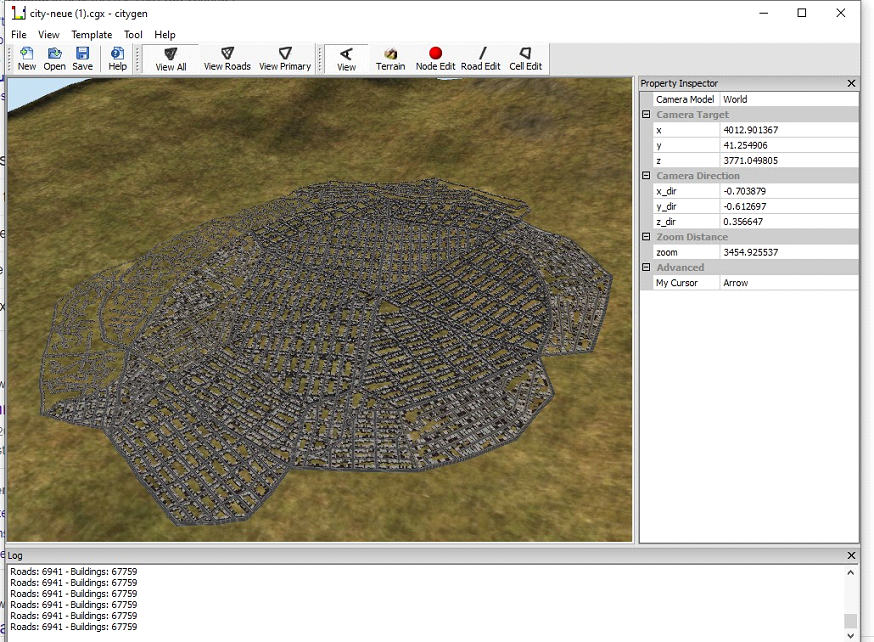 city-neue (1).cgx - citygen
File View Template Tool Help
New Open Save Help View All View Roads View Primary View Terrain Node Edit Road Edit Cell Edit
Property Inspector
Camera Model World
Camera Target
x 4012.901367
y 41.254906
z 3771.049805
Camera Direction
x_dir -0.703879
y_dir -0.612697
z_dir 0.356647
Zoom Distance
zoom 3454.925537
Advanced
My Cursor Arrow
Log
Roads: 6941 - Buildings: 67759
Roads: 6941 - Buildings: 67759
Roads: 6941 - Buildings: 67759
Roads: 6941 - Buildings: 67759
Roads: 6941 - Buildings: 67759
Roads: 6941 - Buildings: 67759